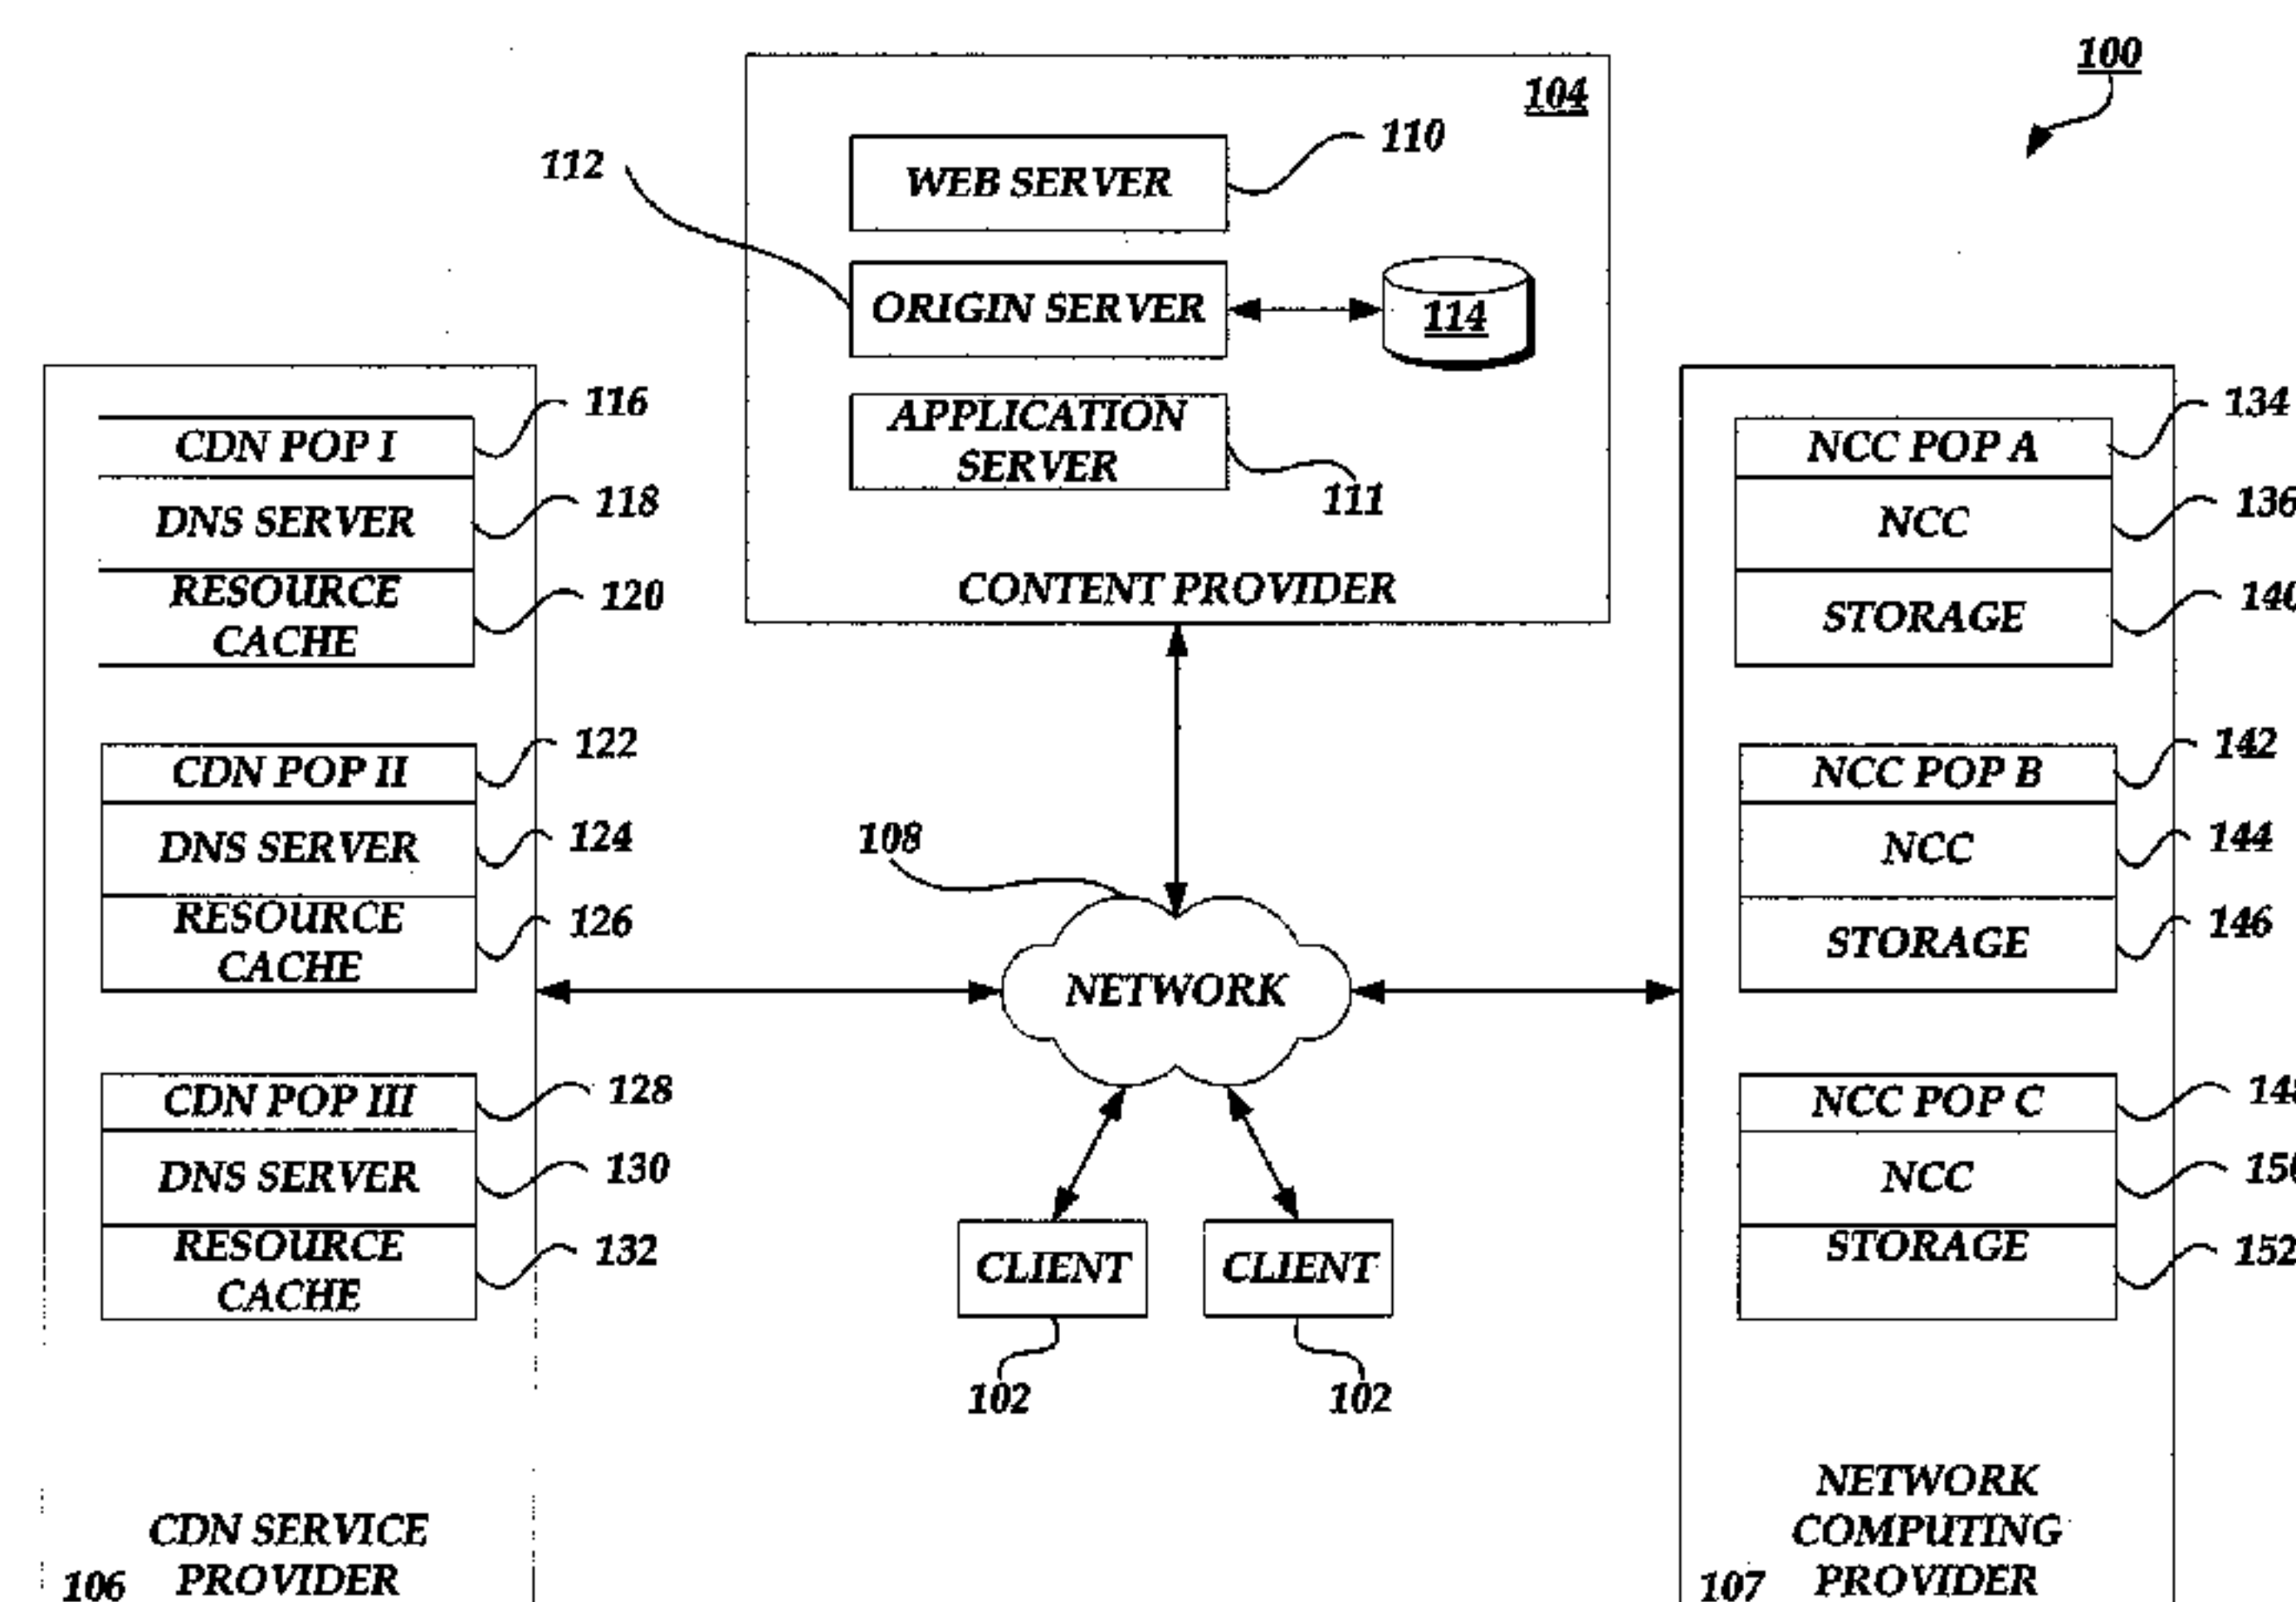 100
104
112
110
WEB SERVER
ORIGIN SERVER
114
APPLICATION
SERVER
111
CONTENT PROVIDER
CDN POP I
116
DNS SERVER
118
RESOURCE
CACHE
120
CDN POP II
122
DNS SERVER
124
RESOURCE
CACHE
126
CDN POP III
128
DNS SERVER
130
RESOURCE
CACHE
132
CDN SERVICE
PROVIDER
106
108
NETWORK
CLIENT
CLIENT
102
102
NCC POP A
134
NCC
136
STORAGE
140
NCC POP B
142
NCC
144
STORAGE
146
NCC POP C
148
NCC
150
STORAGE
152
NETWORK
COMPUTING
PROVIDER
107